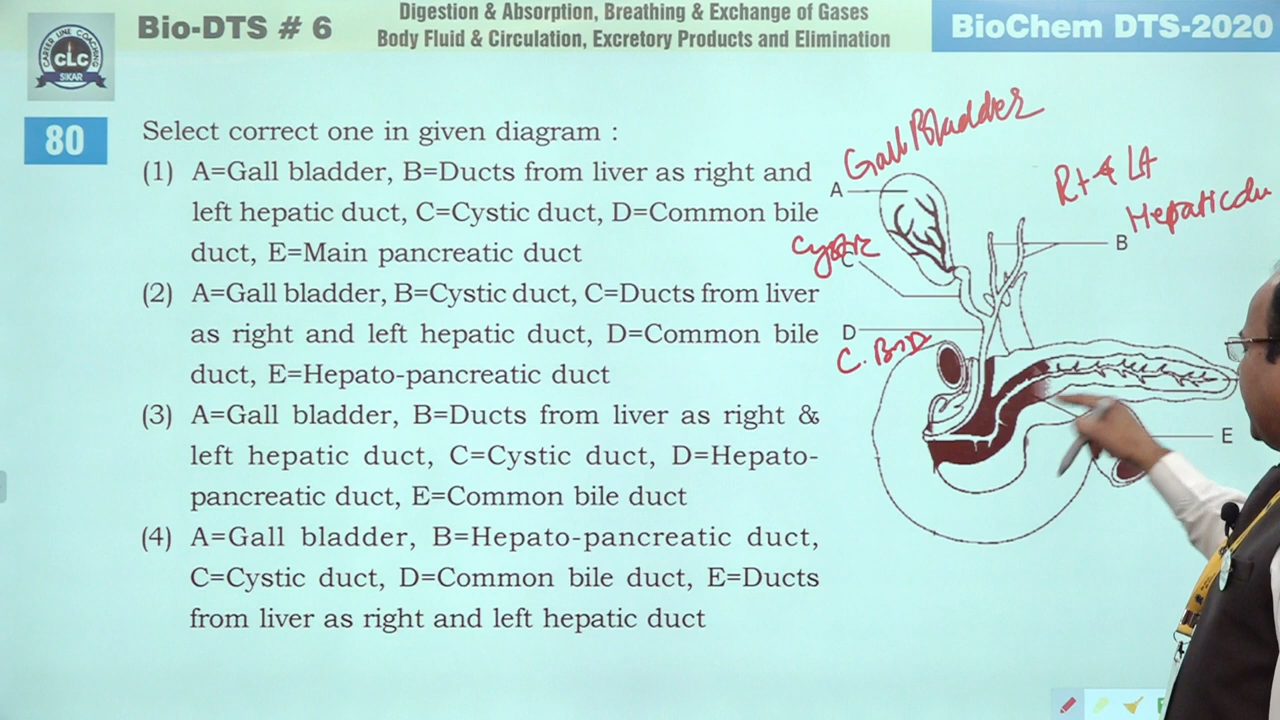 Bio-DTS # 6
Digestion & Absorption, Breathing & Exchange of Gases
Body Fluid & Circulation, Excretory Products and Elimination
BioChem DTS-2020
CAREER LINE COACHING
CLC
SIKAR
80
Select correct one in given diagram :
(1) A=Gall bladder, B=Ducts from liver as right and
left hepatic duct, C=Cystic duct, D=Common bile
duct, E=Main pancreatic duct
(2) A=Gall bladder, B=Cystic duct, C=Ducts from liver
as right and left hepatic duct, D=Common bile
duct, E=Hepato-pancreatic duct
(3) A=Gall bladder, B=Ducts from liver as right &
left hepatic duct, C=Cystic duct, D=Hepato-
pancreatic duct, E=Common bile duct
(4) A=Gall bladder, B=Hepato-pancreatic duct,
C=Cystic duct, D=Common bile duct, E=Ducts
from liver as right and left hepatic duct
Gall Bladder
A
Rt & Lt
Hepatic du
B
Cystic
C
D
E